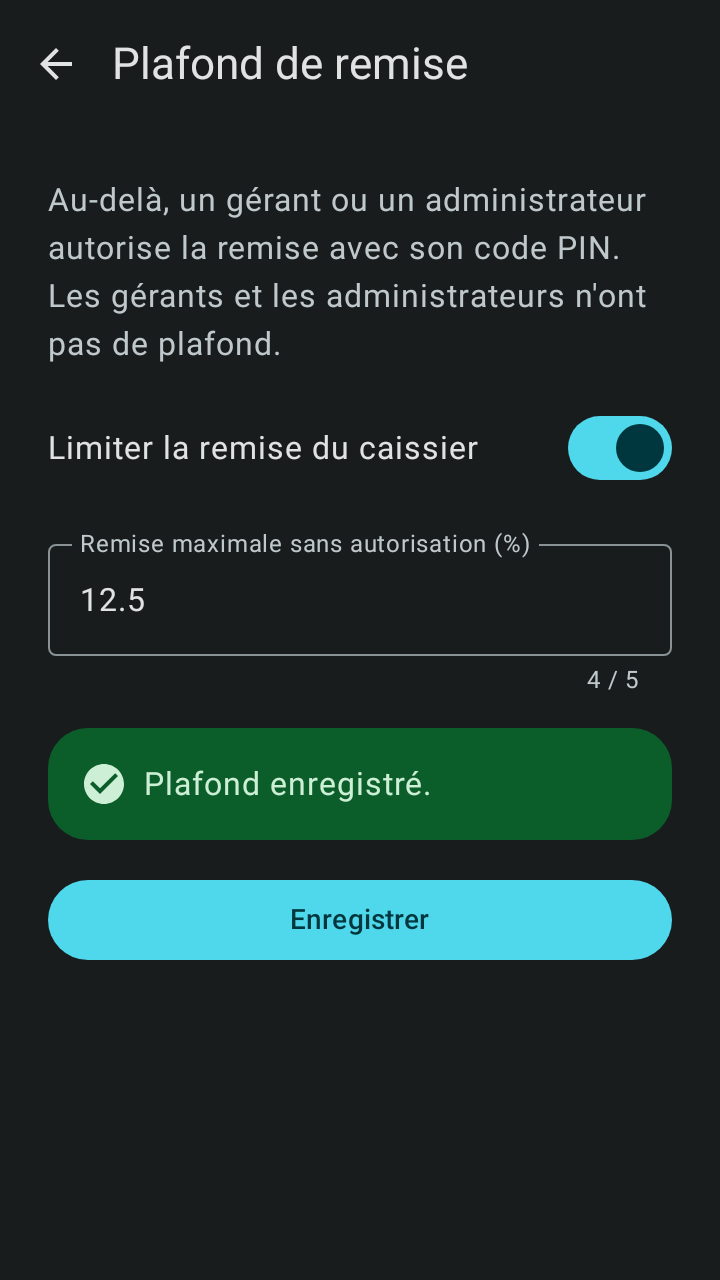 Plafond de remise
Au-delà, un gérant ou un administrateur
autorise la remise avec son code PIN.
Les gérants et les administrateurs n'ont
pas de plafond.
Limiter la remise du caissier
Remise maximale sans autorisation (%)
12.5
4 / 5
Plafond enregistré.
Enregistrer